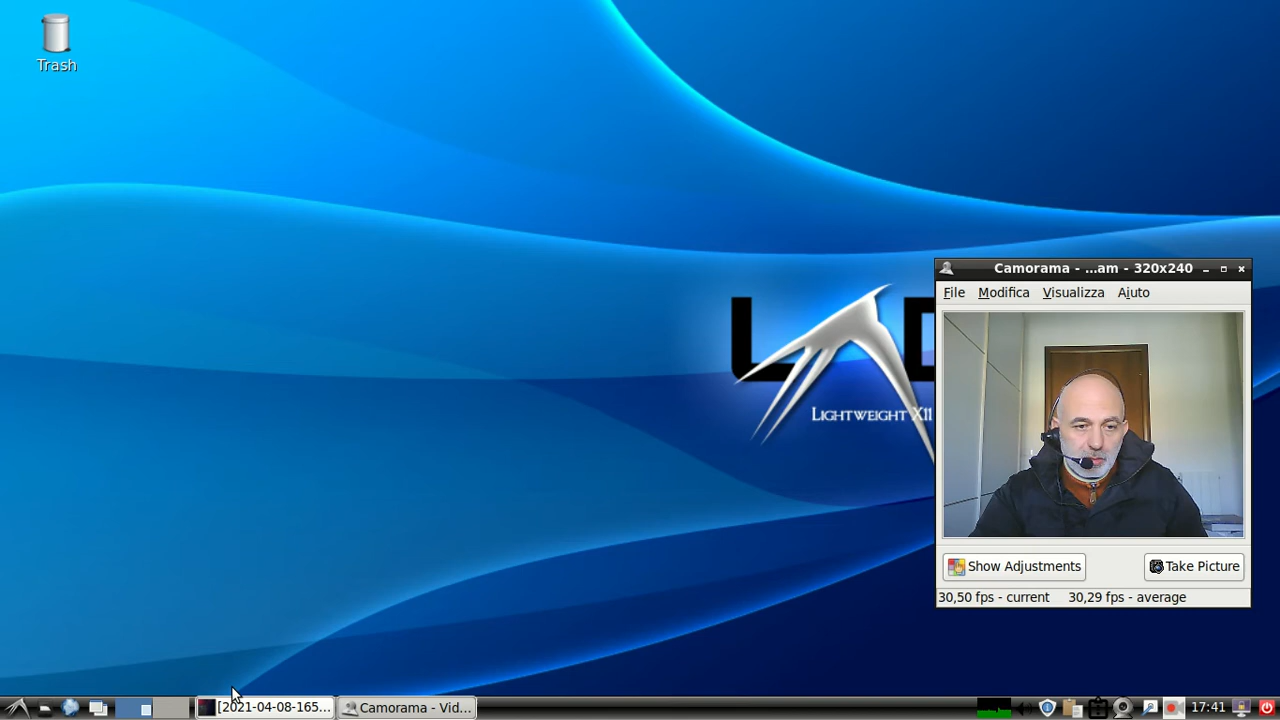 Trash
Camorama - ...am - 320x240
File Modifica Visualizza Aiuto
LIGHTWEIGHT X11
Show Adjustments Take Picture
30,50 fps - current 30,29 fps - average
[2021-04-08-165... Camorama - Vid... 17:41